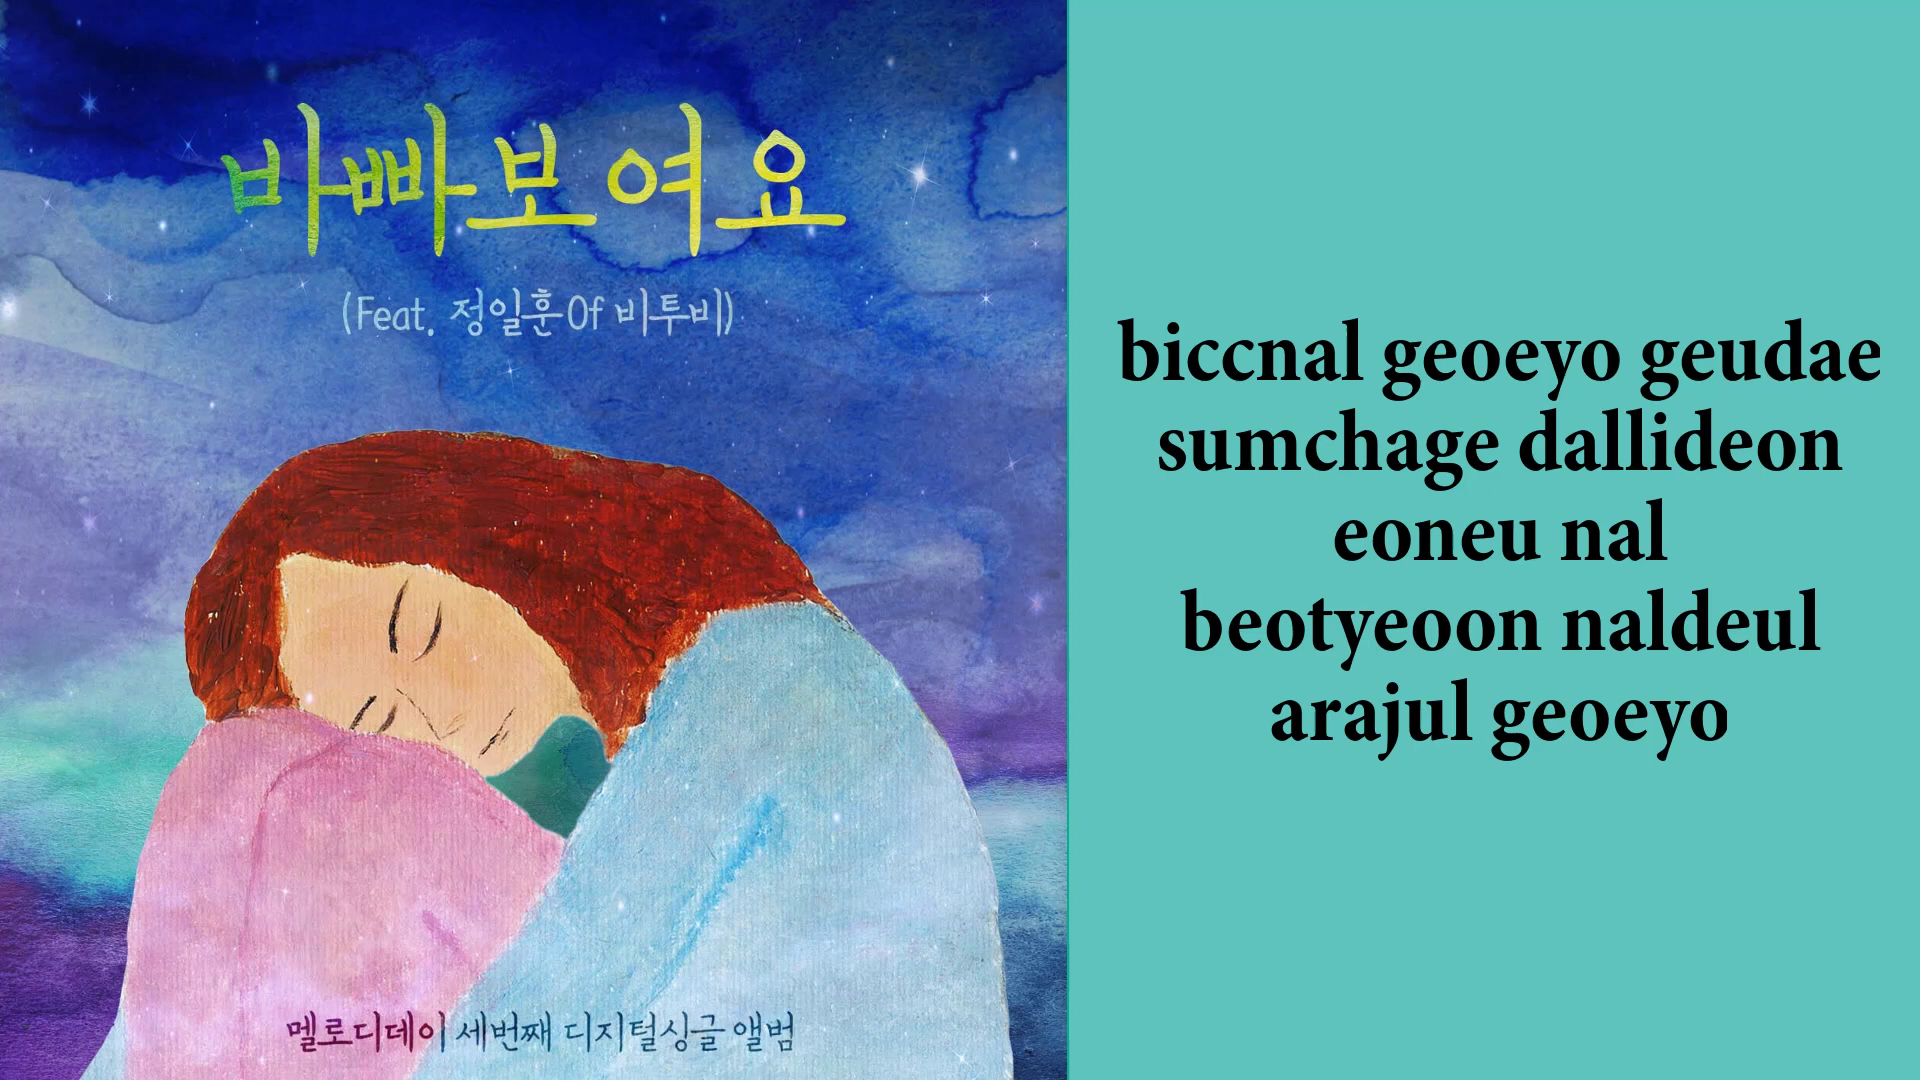 바빠보여요
(Feat. 정일훈 Of 비투비)
멜로디데이 세번째 디지털싱글 앨범
biccnal geoeyo geudae
sumchage dallideon
eoneu nal
beotyeoon naldeul
arajul geoeyo